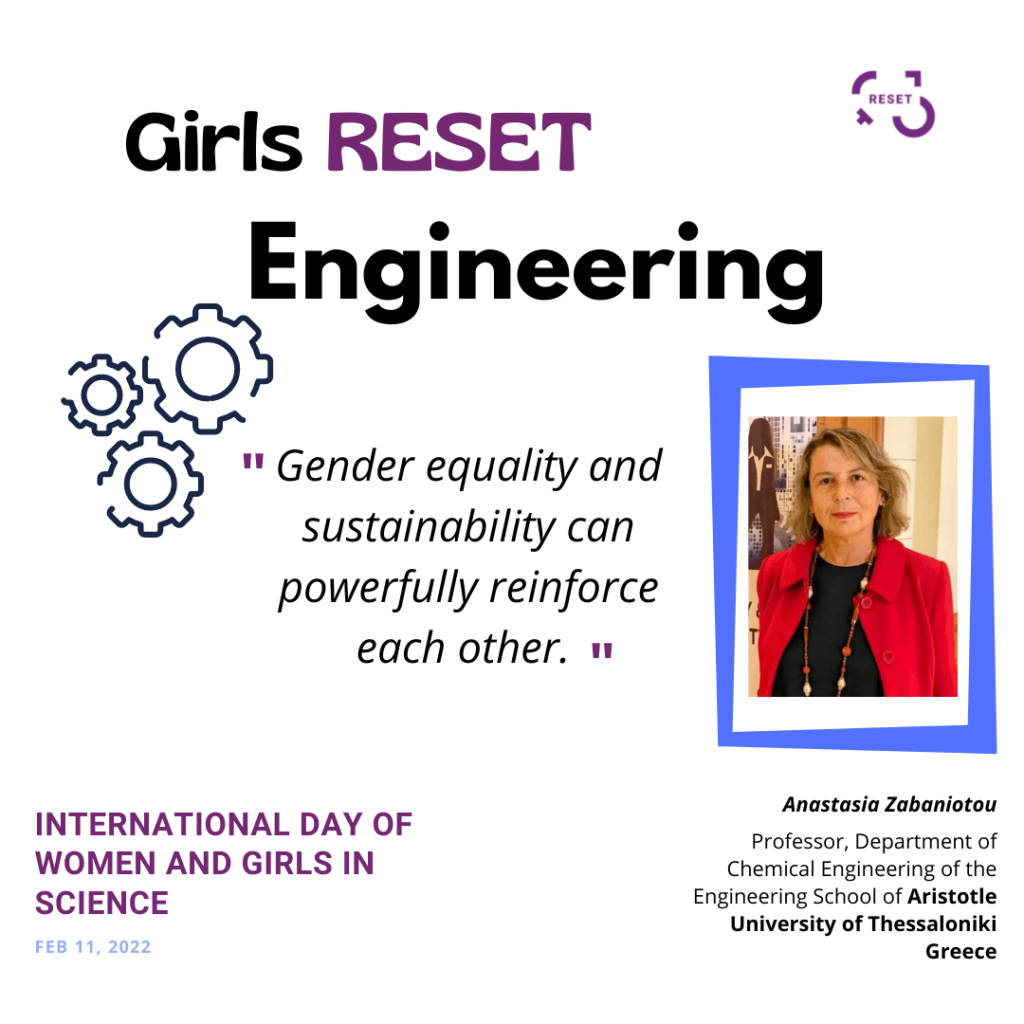 RESET
Girls RESET
Engineering
" Gender equality and
sustainability can
powerfully reinforce
each other. "
INTERNATIONAL DAY OF
WOMEN AND GIRLS IN
SCIENCE
FEB 11, 2022
Anastasia Zabaniotou
Professor, Department of
Chemical Engineering of the
Engineering School of Aristotle
University of Thessaloniki
Greece